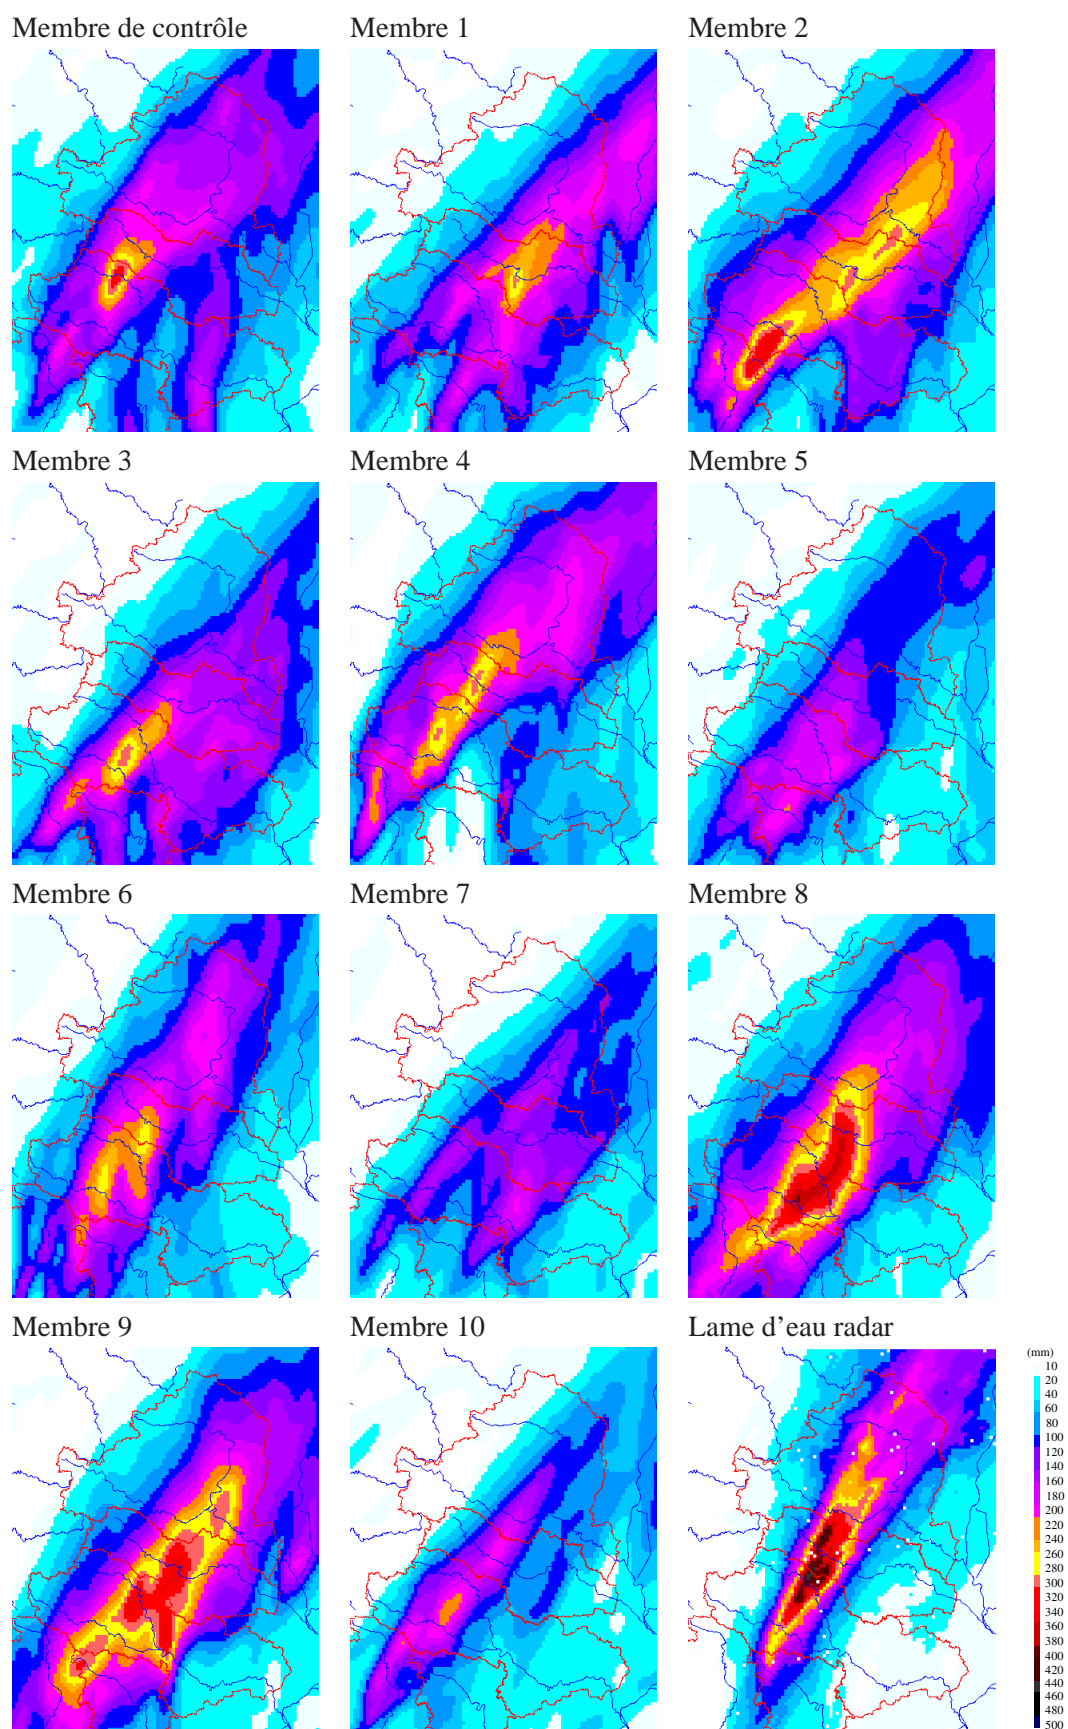 Membre de contrôle
Membre 1
Membre 2
Membre 3
Membre 4
Membre 5
Membre 6
Membre 7
Membre 8
Membre 9
Membre 10
Lame d'eau radar
(mm)
10
20
60
80
100
120
140
160
180
200
220
240
260
280
300
320
340
360
380
400
420
440
460
480
500